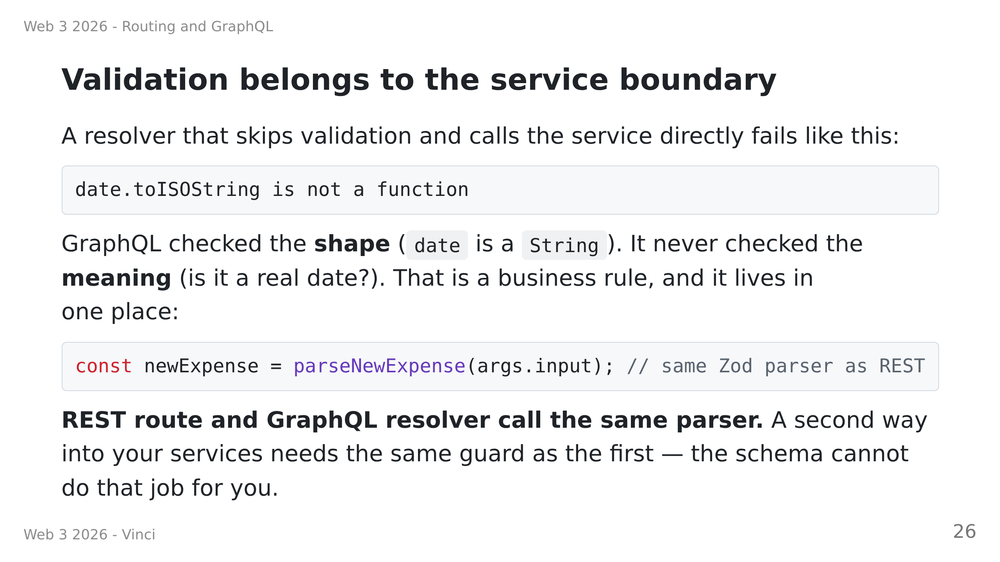 Web 3 2026 - Routing and GraphQL
Validation belongs to the service boundary
A resolver that skips validation and calls the service directly fails like this:
date.toISOString is not a function
GraphQL checked the shape (date is a String). It never checked the
meaning (is it a real date?). That is a business rule, and it lives in
one place:
const newExpense = parseNewExpense(args.input); // same Zod parser as REST
REST route and GraphQL resolver call the same parser. A second way
into your services needs the same guard as the first — the schema cannot
do that job for you.
Web 3 2026 - Vinci
26